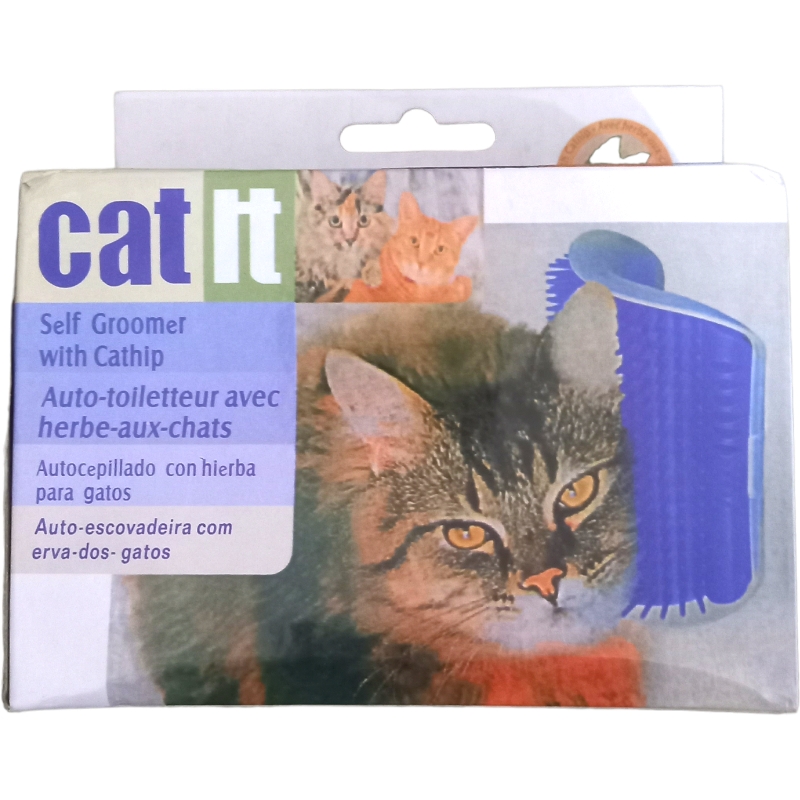 cat it
Self Groomer
with Cathip
Auto-toiletteur avec
herbe-aux-chats
Autocepillado con hierba
para gatos
Auto-escovadeira com
erva-dos- gatos